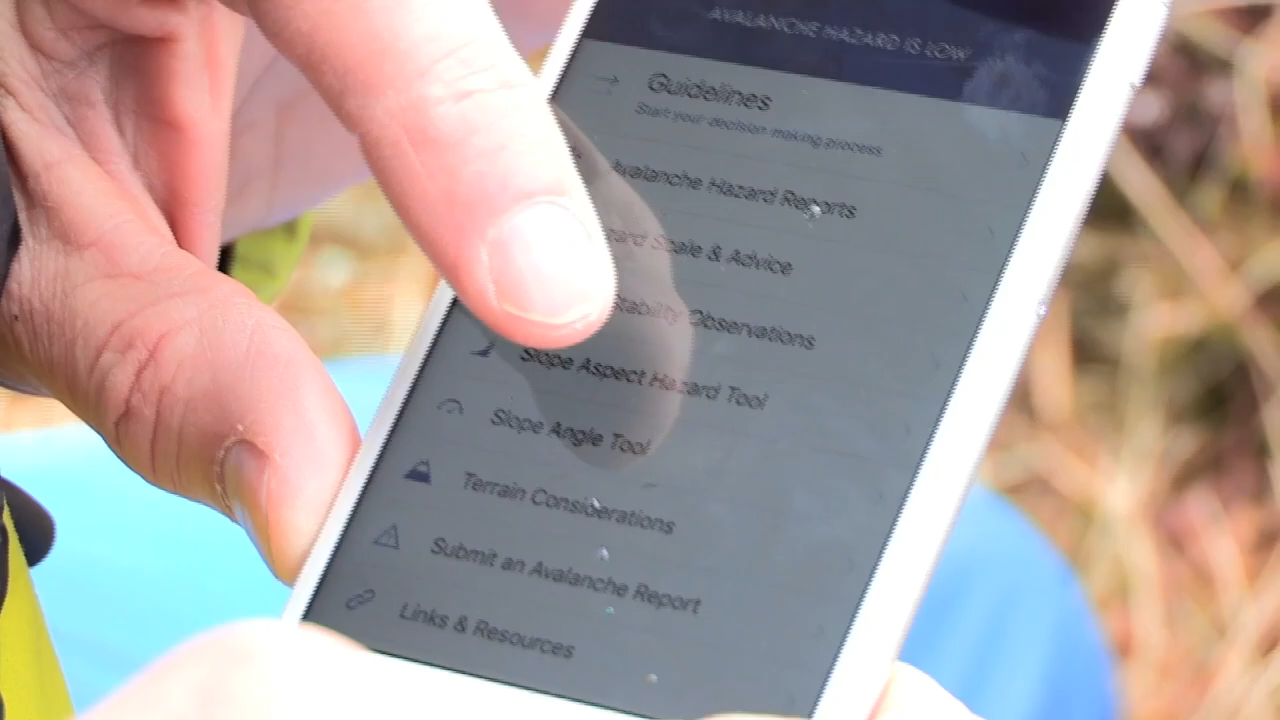 AVALANCHE HAZARD IS LOW
Guidelines
Start your decision making process
Avalanche Hazard Reports
Scale & Advice
Stability Observations
Slope Aspect Hazard Tool
Slope Angle Tool
Terrain Considerations
Submit an Avalanche Report
Links & Resources